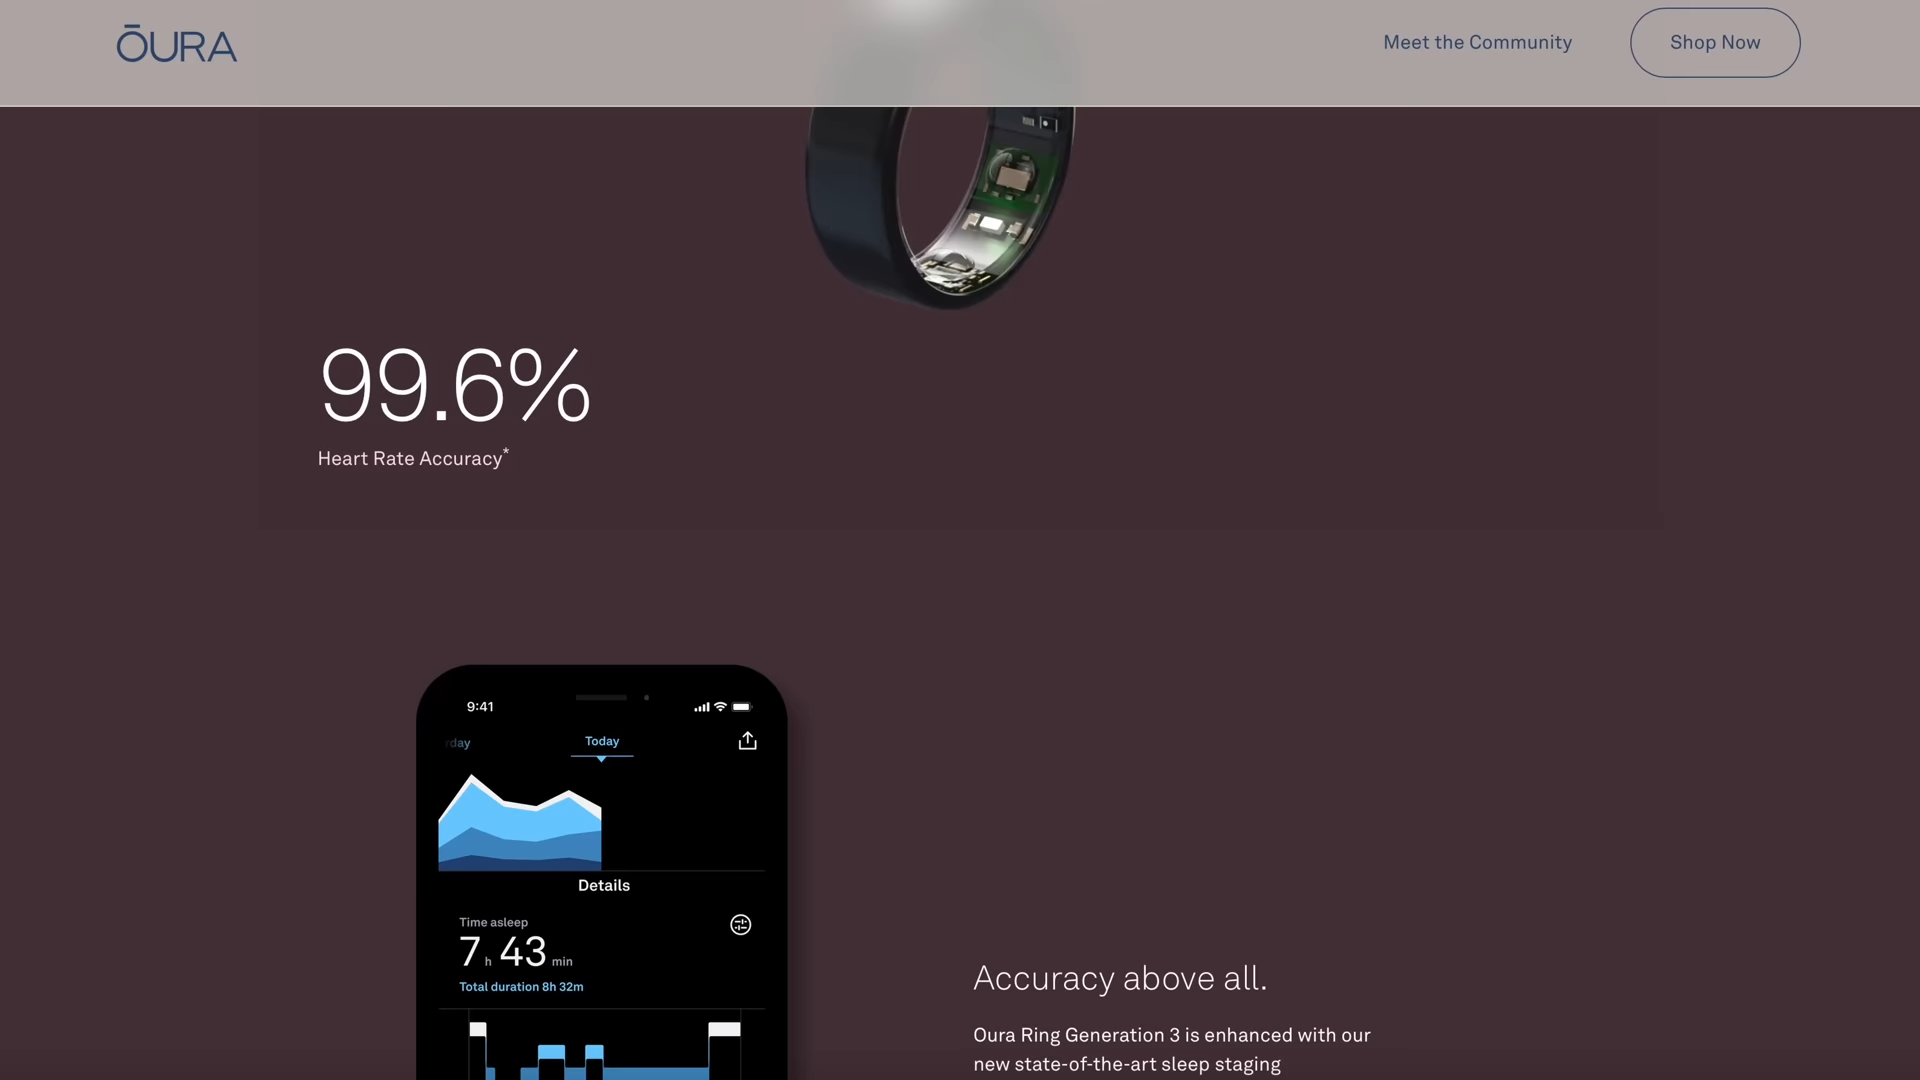 ŌURA
Meet the Community
Shop Now
99.6%
Heart Rate Accuracy*
9:41
rday
Today
Details
Time asleep
7 h 43 min
Total duration 8h 32m
Accuracy above all.
Oura Ring Generation 3 is enhanced with our
new state-of-the-art sleep staging